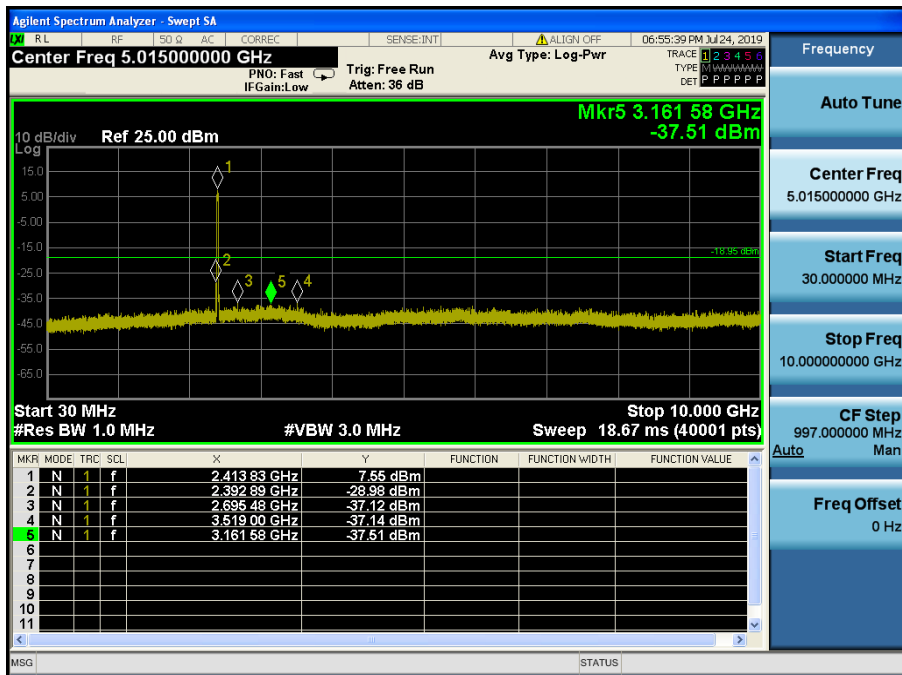 Agilent Spectrum Analyzer - Swept SA
LXI RL RF 50 Ω AC CORREC SENSE:INT ALIGN OFF 06:55:39 PM Jul 24, 2019
Center Freq 5.015000000 GHz
PNO: Fast
IFGain:Low
Trig: Free Run
Atten: 36 dB
Avg Type: Log-Pwr
TRACE 1 2 3 4 5 6
TYPE M WWWWW
DET P P P P P P
Mkr5 3.161 58 GHz
-37.51 dBm
10 dB/div Ref 25.00 dBm
Log
15.0
5.00
-5.00
-15.0
-25.0
-35.0
-45.0
-55.0
-65.0
1
2
3
5
4
-18.95 dBm
Start 30 MHz
Stop 10.000 GHz
#Res BW 1.0 MHz
#VBW 3.0 MHz
Sweep 18.67 ms (40001 pts)
MKR MODE TRC SCL X Y FUNCTION FUNCTION WIDTH FUNCTION VALUE
1 N 1 f 2.413 83 GHz 7.55 dBm
2 N 1 f 2.392 89 GHz -28.98 dBm
3 N 1 f 2.695 48 GHz -37.12 dBm
4 N 1 f 3.519 00 GHz -37.14 dBm
5 N 1 f 3.161 58 GHz -37.51 dBm
6
7
8
9
10
11
MSG STATUS
Frequency
Auto Tune
Center Freq
5.015000000 GHz
Start Freq
30.000000 MHz
Stop Freq
10.000000000 GHz
CF Step
997.000000 MHz
Auto Man
Freq Offset
0 Hz